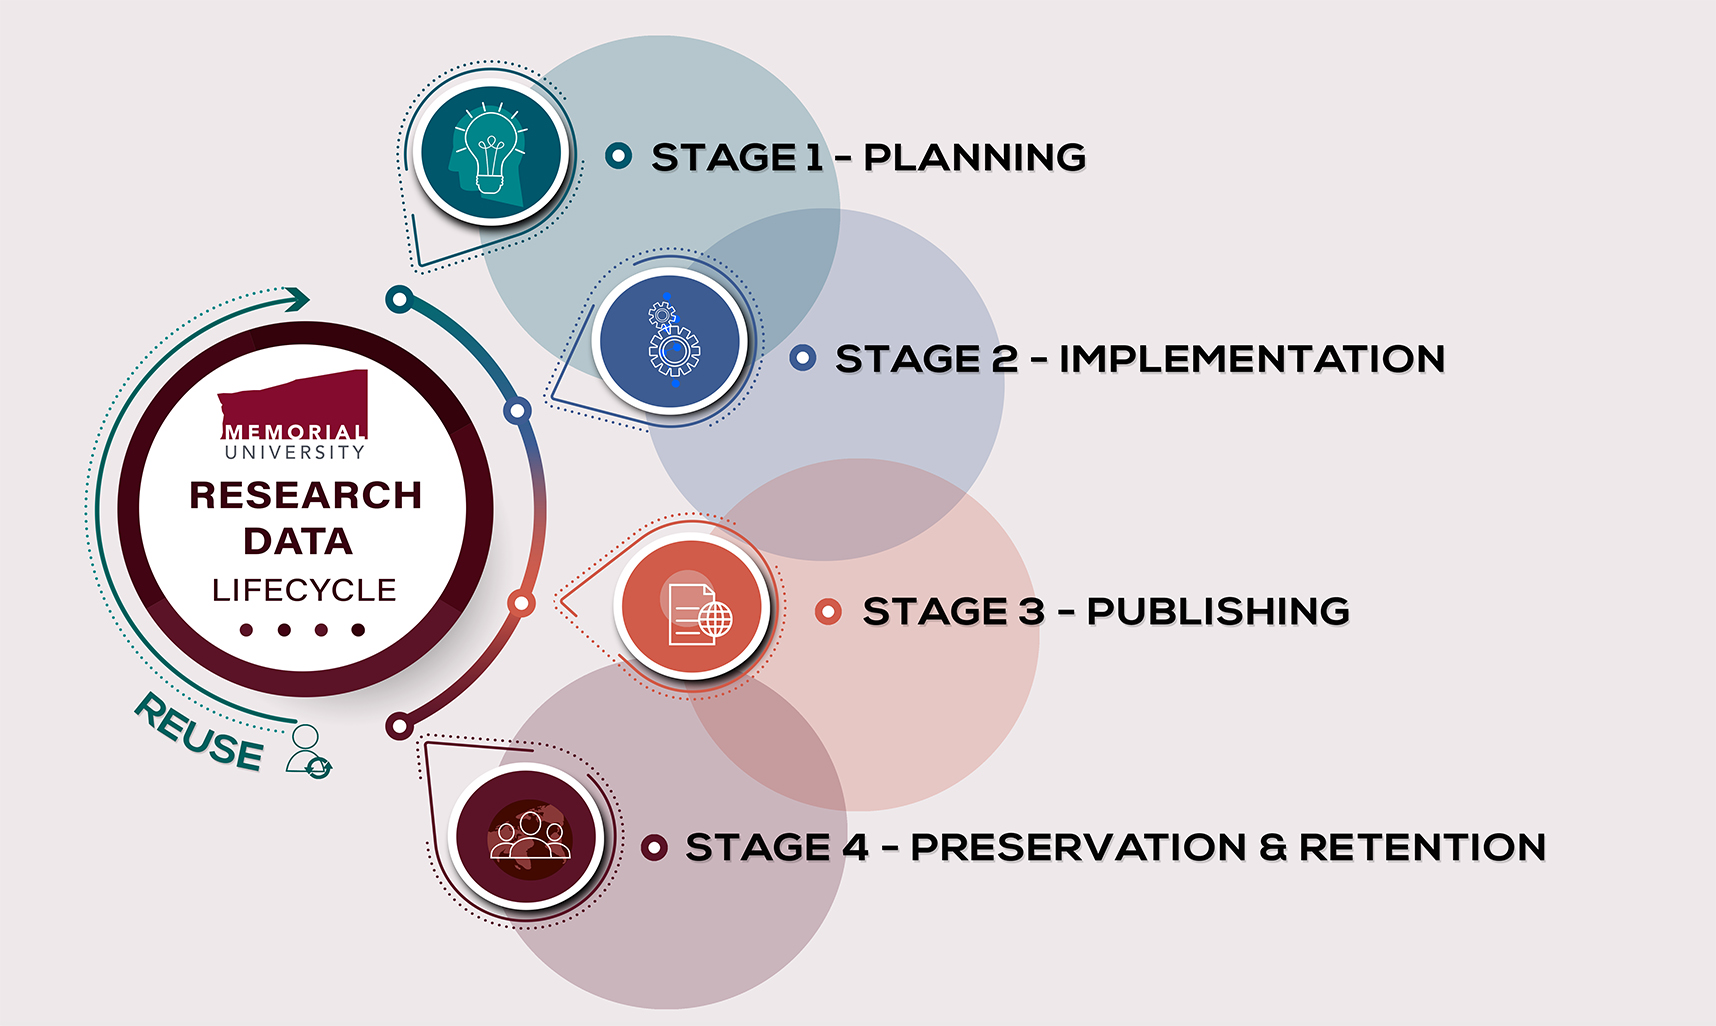 STAGE 1 - PLANNING
STAGE 2 - IMPLEMENTATION
MEMORIAL
UNIVERSITY
RESEARCH
DATA
LIFECYCLE
STAGE 3 - PUBLISHING
REUSE
STAGE 4 - PRESERVATION & RETENTION